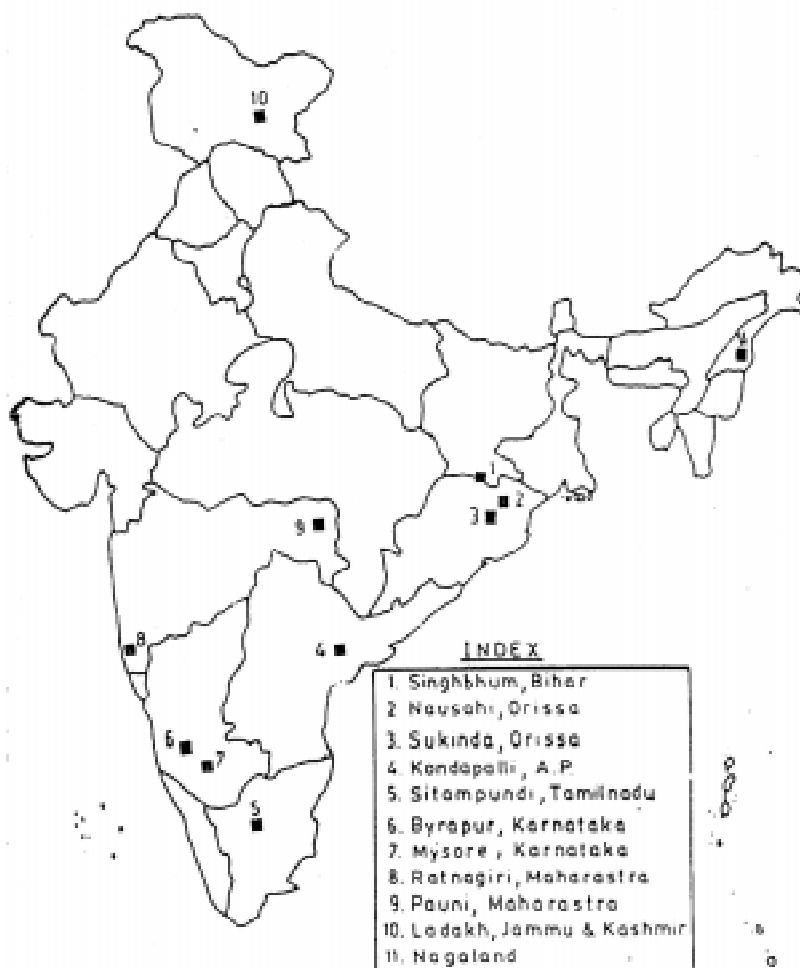 10
11
1
2
3
9
8
4
6
7
5
INDEX
1. Singhbhum, Bihar
2 Nausahi, Orissa
3. Sukinda, Orissa
4. Kondapalli, A.P.
5. Sitampundi, Tamilnadu
6. Byrapur, Karnataka
7. Mysore, Karnataka
8. Ratnagiri, Maharastra
9. Pauni, Maharastra
10. Ladakh, Jammu & Kashmir
11. Nagaland